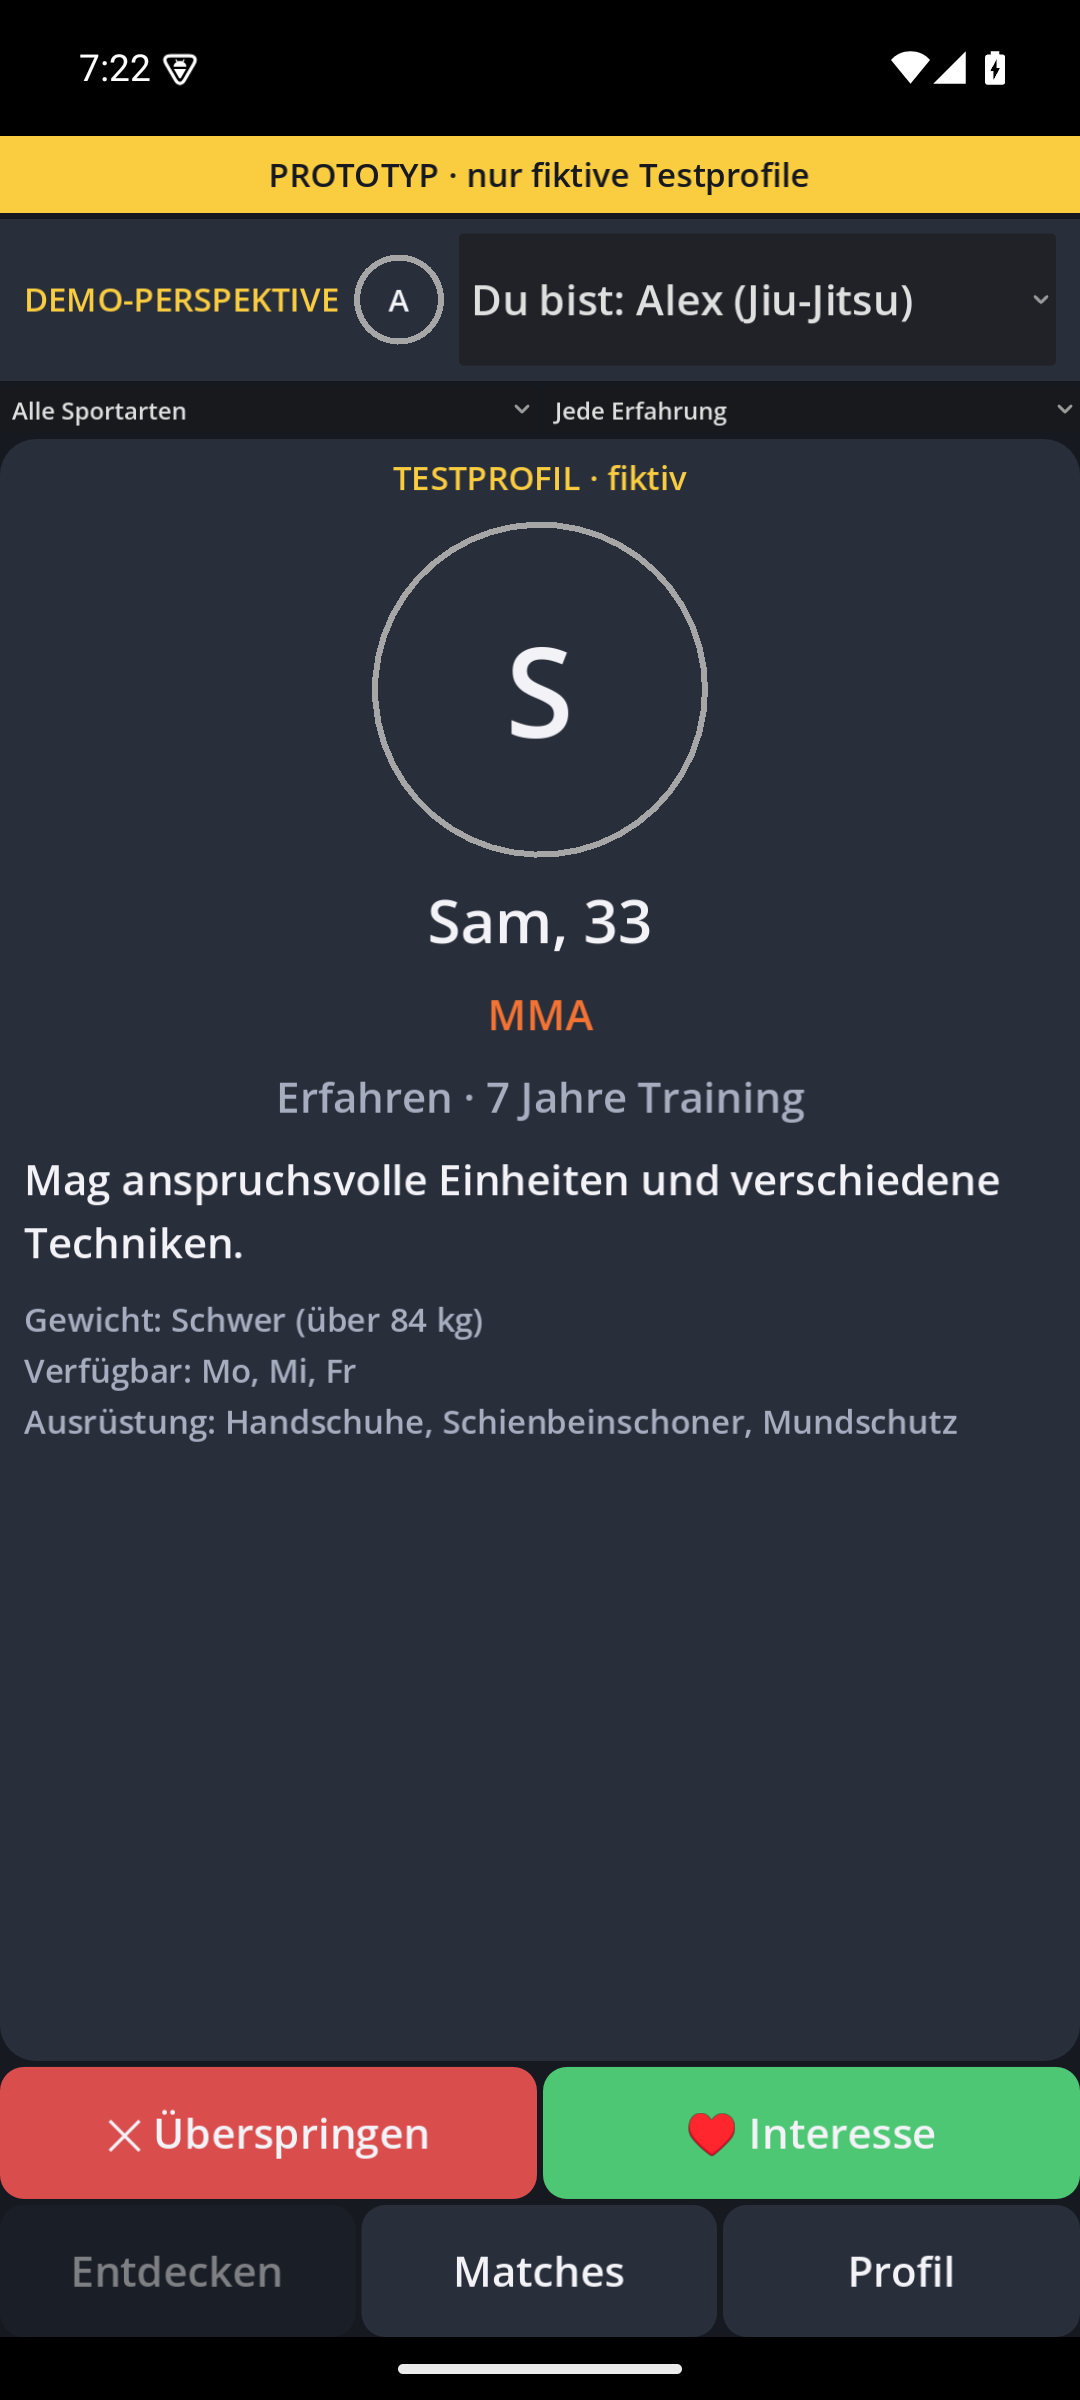 7:22
PROTOTYP · nur fiktive Testprofile
DEMO-PERSPEKTIVE A Du bist: Alex (Jiu-Jitsu)
Alle Sportarten Jede Erfahrung
TESTPROFIL · fiktiv
S
Sam, 33
MMA
Erfahren · 7 Jahre Training
Mag anspruchsvolle Einheiten und verschiedene
Techniken.
Gewicht: Schwer (über 84 kg)
Verfügbar: Mo, Mi, Fr
Ausrüstung: Handschuhe, Schienbeinschoner, Mundschutz
Überspringen Interesse
Entdecken Matches Profil